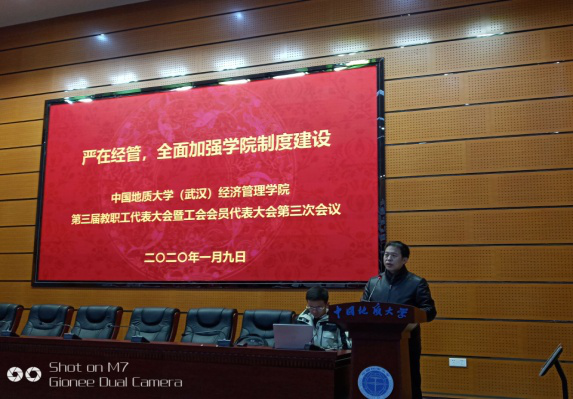 严在经管，全面加强学院制度建设
中国地质大学（武汉）经济管理学院
第三届教职工代表大会暨工会会员代表大会第三次会议
二〇二〇年一月九日
中国地质大学
Shot on M7
Gionee Dual Camera